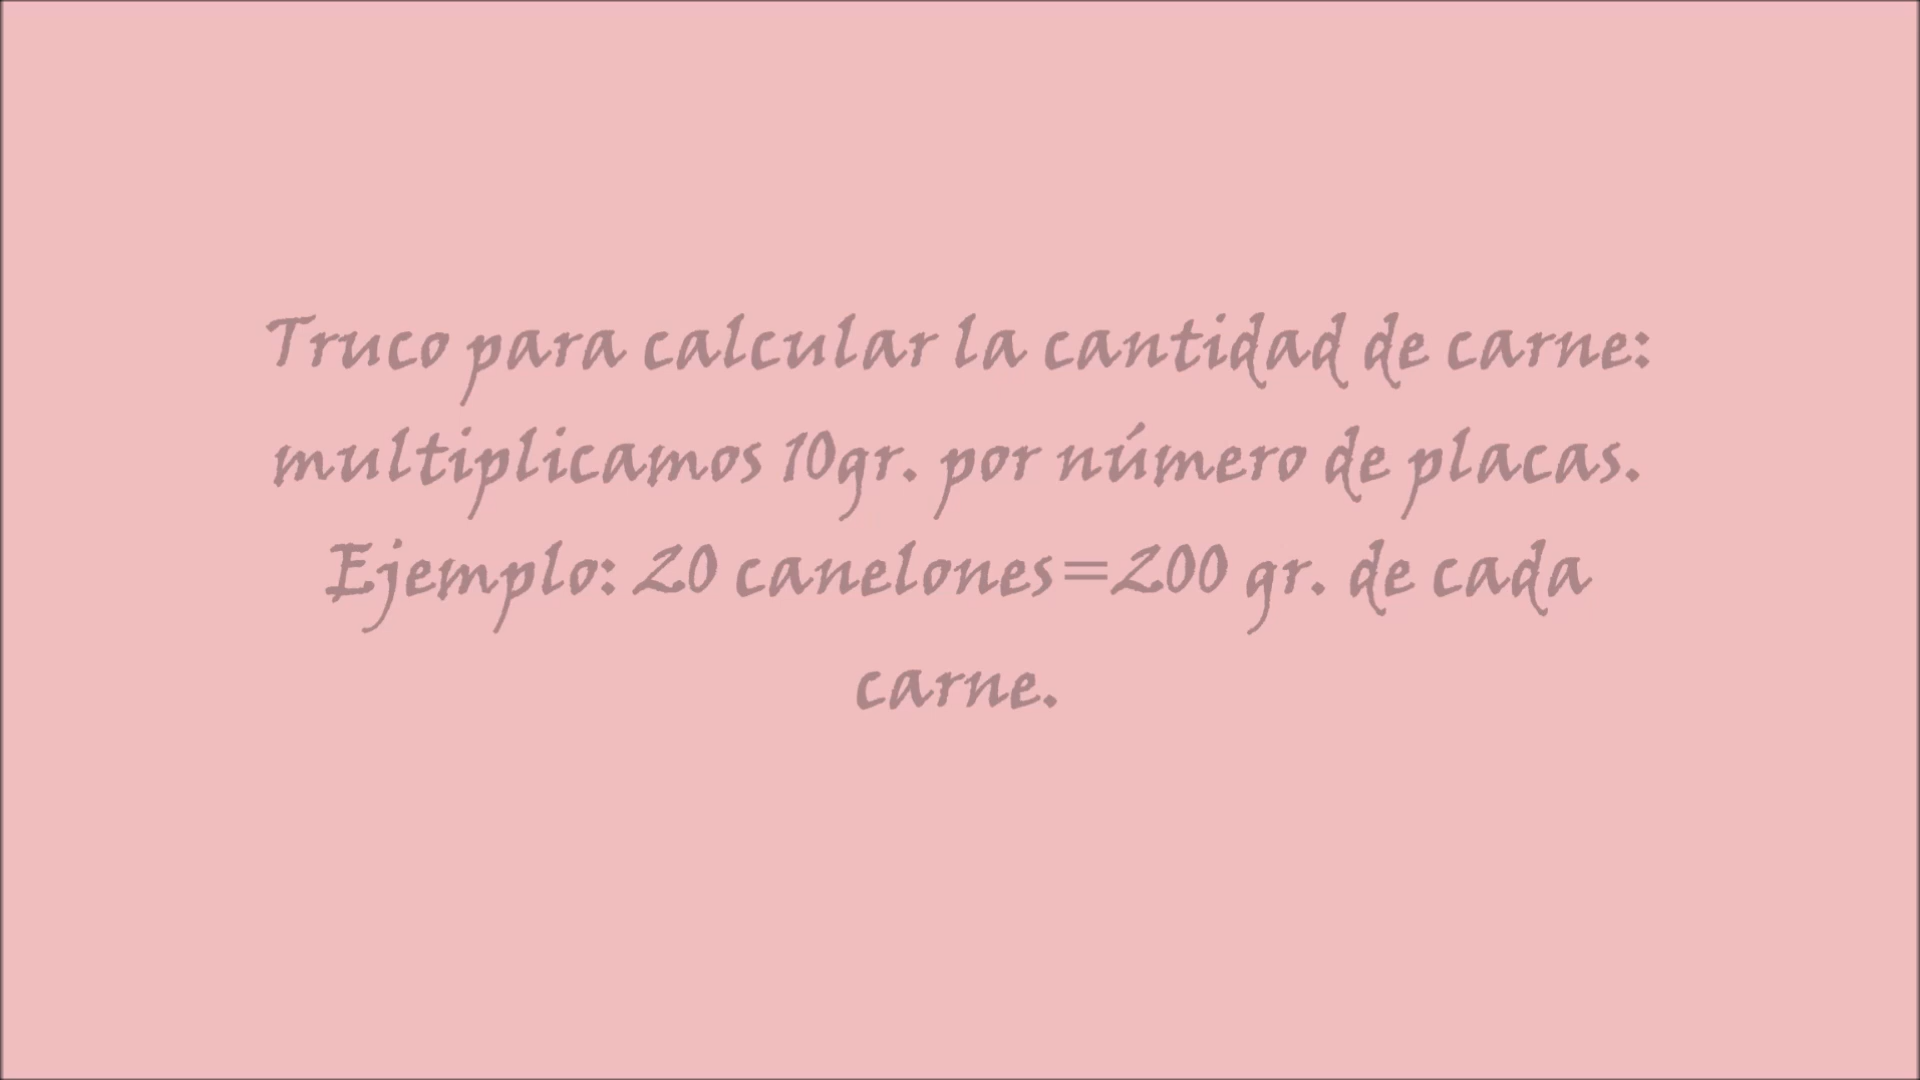 Truco para calcular la cantidad de carne:
multiplicamos 10gr. por número de placas.
Ejemplo: 20 canelones=200 gr. de cada
carne.